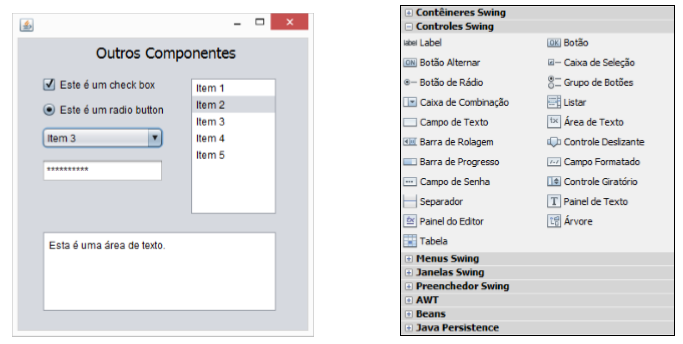 Outros Componentes
Este é um check box
Este é um radio button
Item 3
**********
Item 1
Item 2
Item 3
Item 4
Item 5
Esta é uma área de texto.
Contêineres Swing
Controles Swing
label Label
OK Botão
ON Botão Alternar
Caixa de Seleção
Botão de Rádio
Grupo de Botões
Caixa de Combinação
Listar
Campo de Texto
Área de Texto
Barra de Rolagem
Controle Deslizante
Barra de Progresso
Campo Formatado
Campo de Senha
Controle Giratório
Separador
T Painel de Texto
Painel do Editor
Árvore
Tabela
Menus Swing
Janelas Swing
Preenchedor Swing
AWT
Beans
Java Persistence